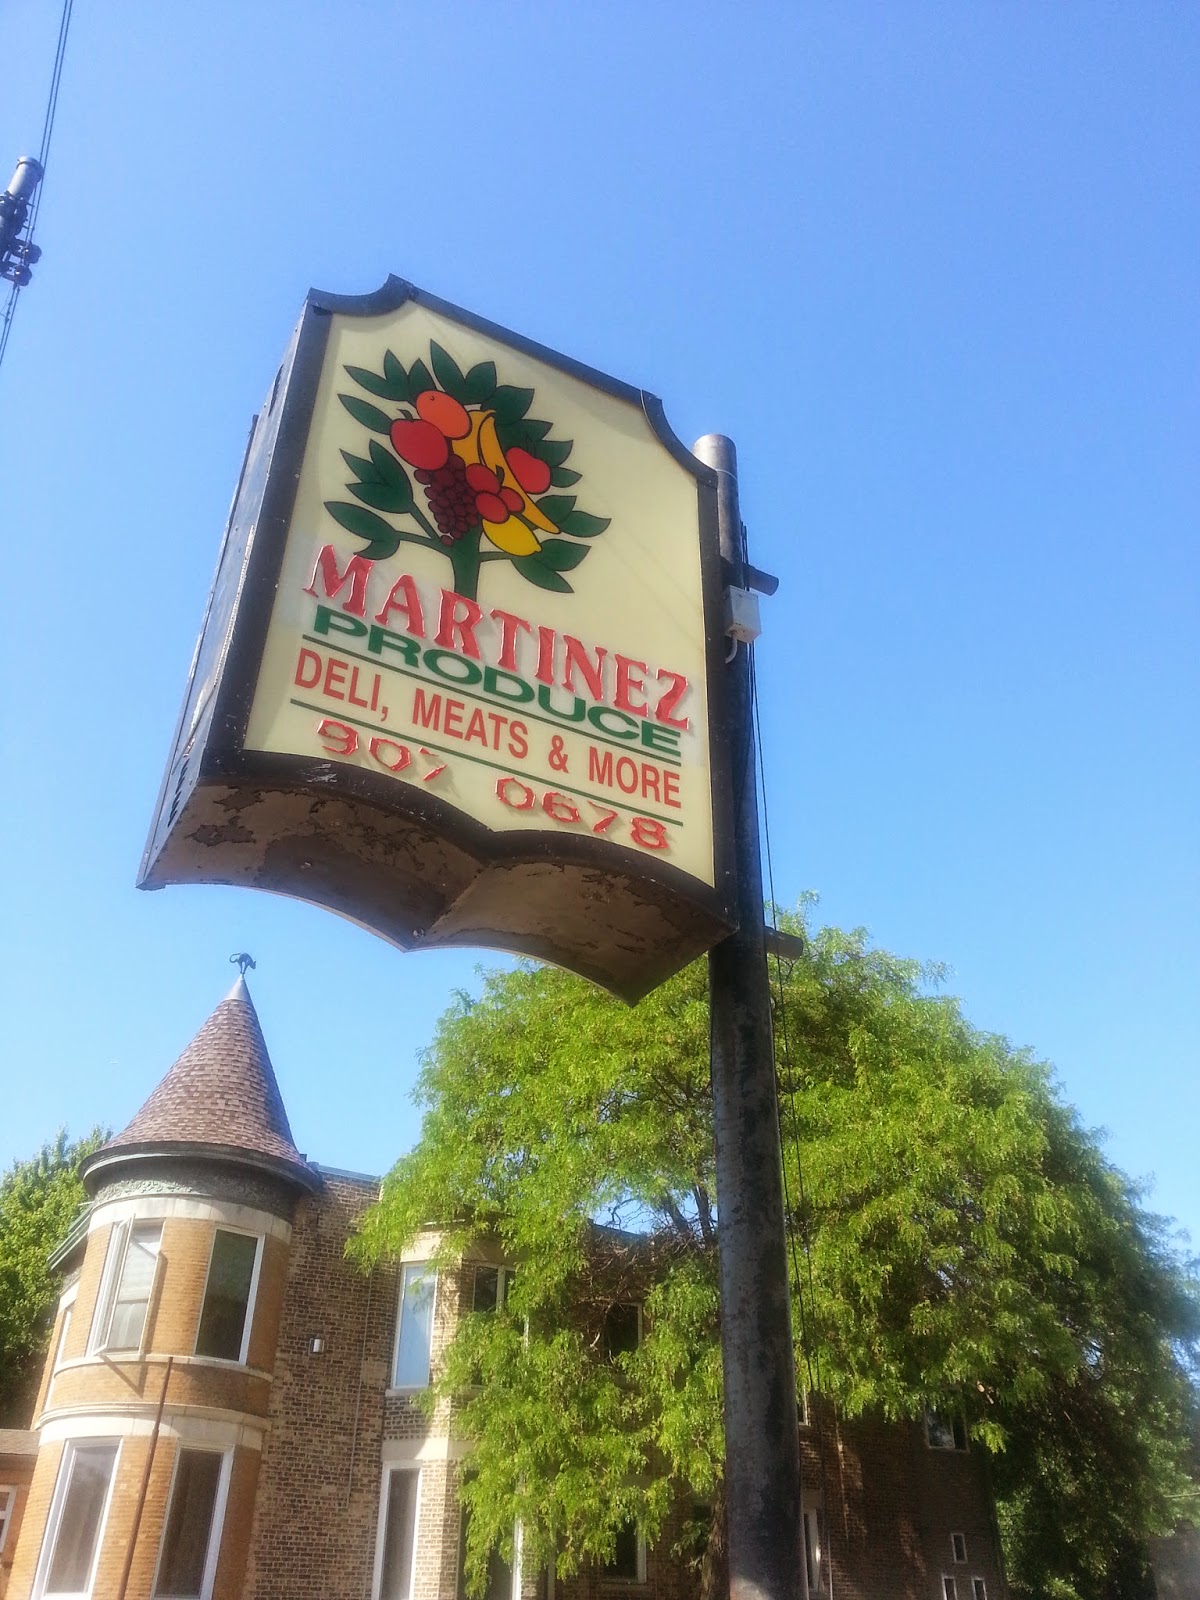 MARTINEZ
PRODUCE
DELI, MEATS & MORE
907 0678